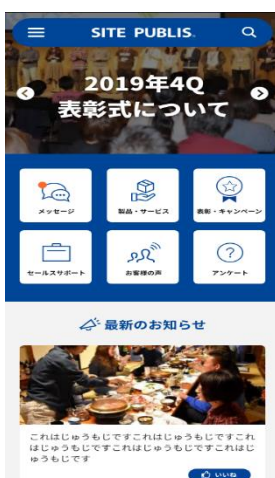 SITE PUBLIS.
2019年4Q
表彰式について
メッセージ
製品・サービス
表彰・キャンペーン
セールスサポート
お客様の声
アンケート
最新のお知らせ
これはじゅうもじですこれはじゅうもじですこれ
はじゅうもじですこれはじゅうもじですこれはじ
ゅうもじです
いいね